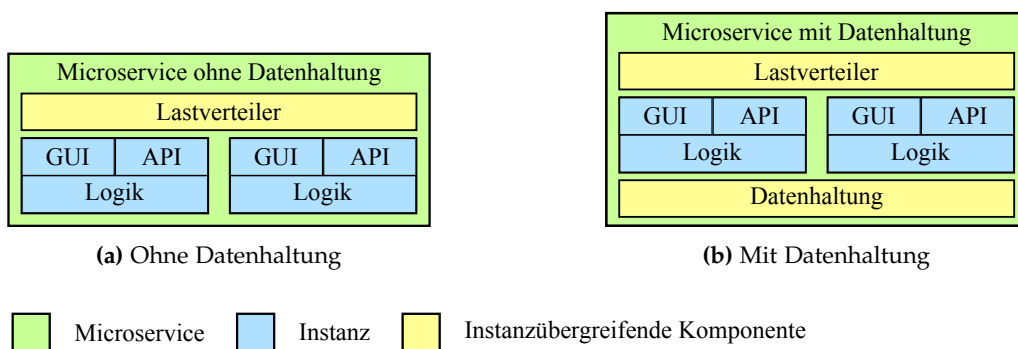 Microservice ohne Datenhaltung
Lastverteiler
GUI API GUI API
Logik Logik
(a) Ohne Datenhaltung
Microservice mit Datenhaltung
Lastverteiler
GUI API GUI API
Logik Logik
Datenhaltung
(b) Mit Datenhaltung
Microservice Instanz Instanzübergreifende Komponente